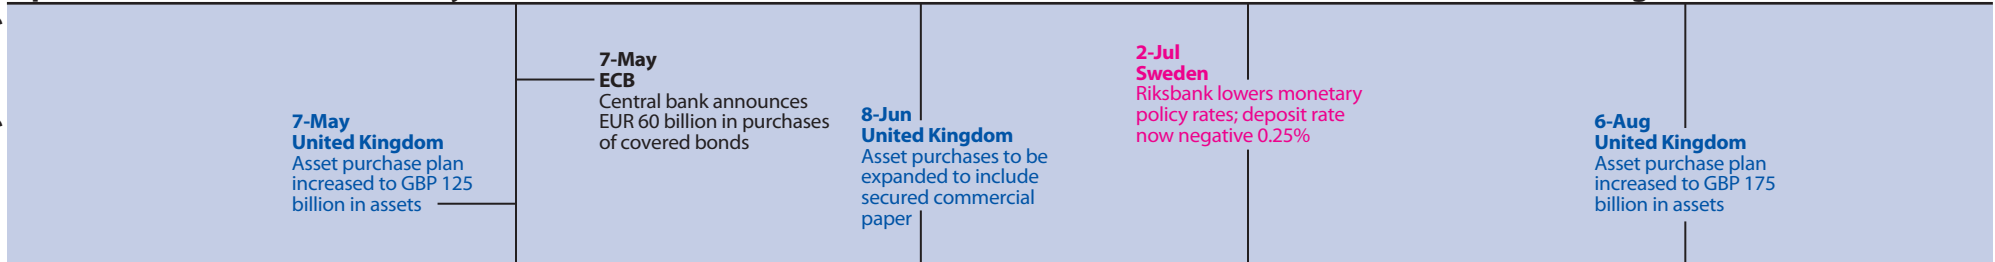 7-May
United Kingdom
Asset purchase plan
increased to GBP 125
billion in assets
7-May
ECB
Central bank announces
EUR 60 billion in purchases
of covered bonds
8-Jun
United Kingdom
Asset purchases to be
expanded to include
secured commercial
paper
2-Jul
Sweden
Riksbank lowers monetary
policy rates; deposit rate
now negative 0.25%
6-Aug
United Kingdom
Asset purchase plan
increased to GBP 175
billion in assets